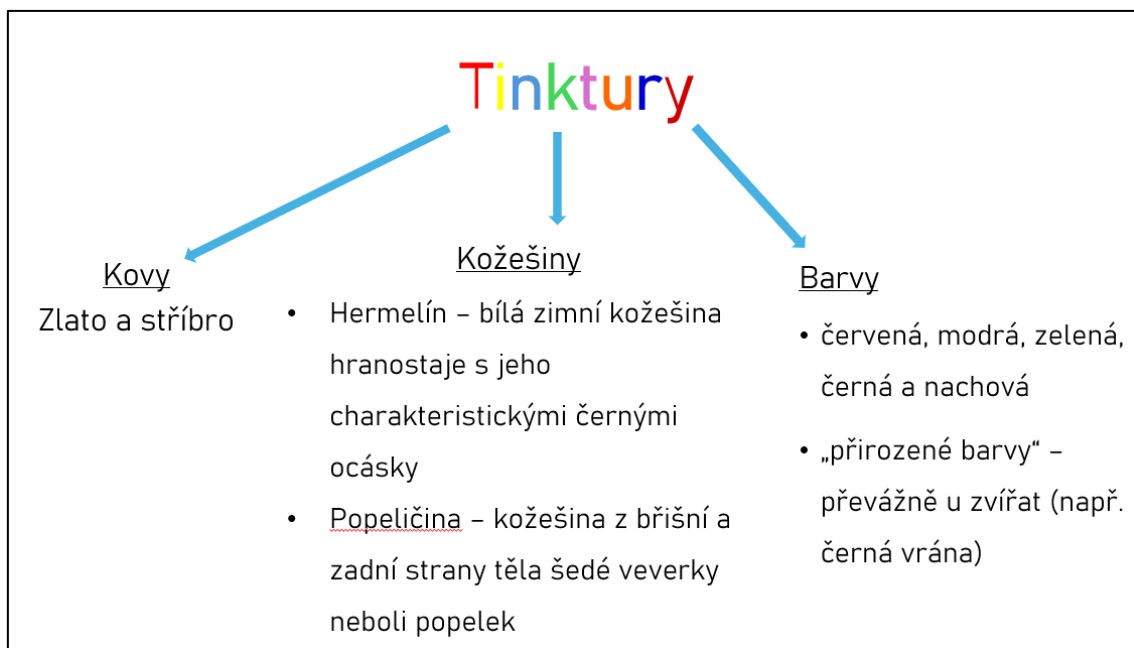 Tinktury
Kovy
Zlato a stříbro
Kožešiny
• Hermelín – bílá zimní kožešina
hranostaje s jeho
charakteristickými černými
ocásky
• Popeličina – kožešina z břišní a
zadní strany těla šedé veverky
neboli popelek
Barvy
• červená, modrá, zelená,
černá a nachová
• „přirozené barvy“ –
převážně u zvířat (např.
černá vrána)